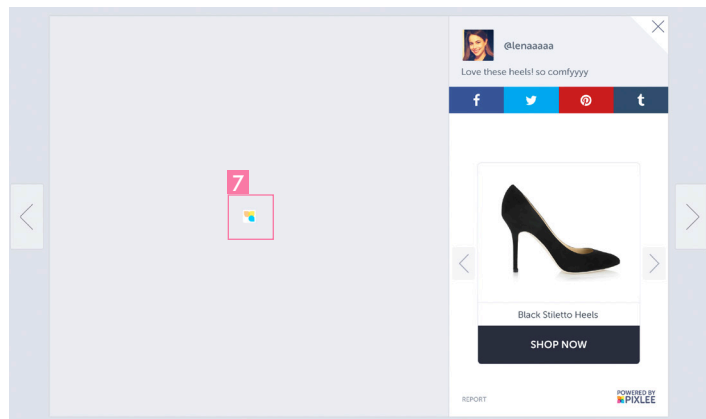 @lenaaaaa
Love these heels! so comfyyyy
f
t
7
Black Stiletto Heels
SHOP NOW
REPORT
POWERED BY
PIXLEE